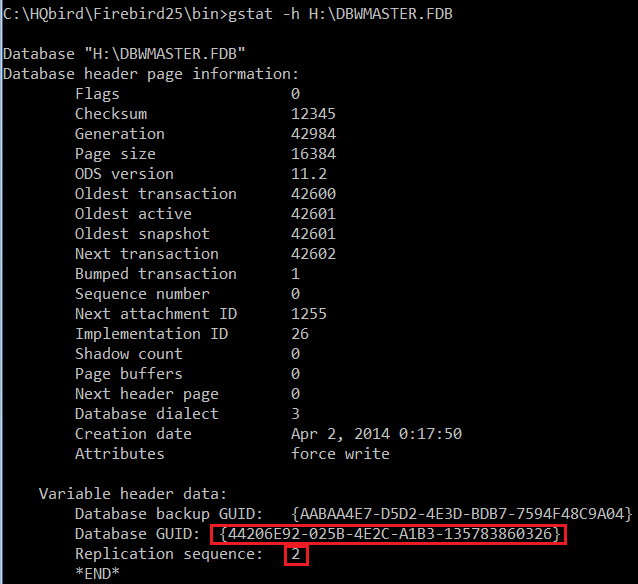 C:\HQbird\Firebird25\bin>gstat -h H:\DBWMASTER.FDB
Database "H:\DBWMASTER.FDB"
Database header page information:
Flags 0
Checksum 12345
Generation 42984
Page size 16384
ODS version 11.2
Oldest transaction 42600
Oldest active 42601
Oldest snapshot 42601
Next transaction 42602
Bumped transaction 1
Sequence number 0
Next attachment ID 1255
Implementation ID 26
Shadow count 0
Page buffers 0
Next header page 0
Database dialect 3
Creation date Apr 2, 2014 0:17:50
Attributes force write
Variable header data:
Database backup GUID: {AABAA4E7-D5D2-4E3D-BDB7-7594F48C9A04}
Database GUID: {44206E92-025B-4E2C-A1B3-135783860326}
Replication sequence: 2
*END*